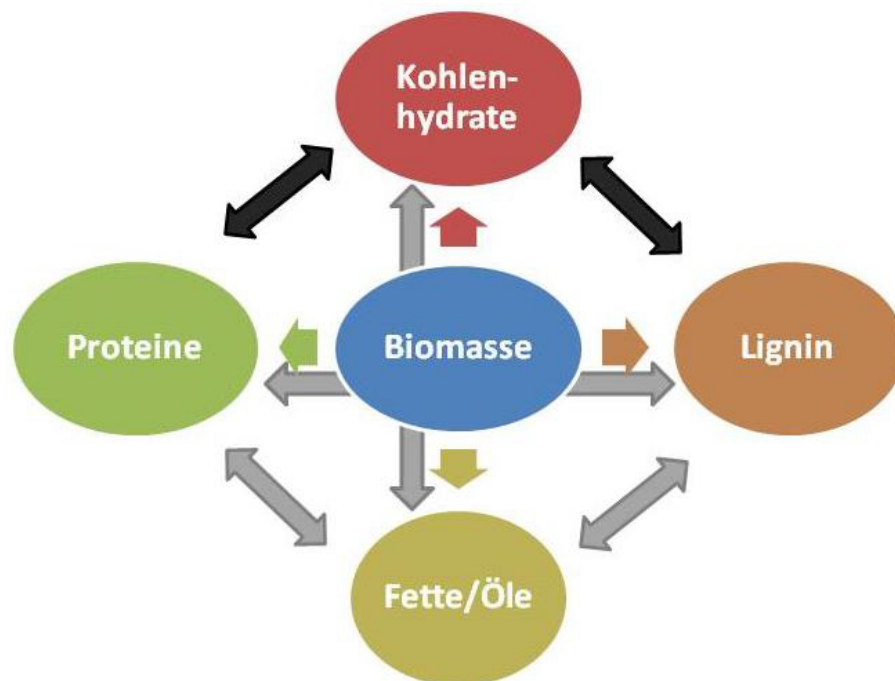 Kohlen-
hydrate
Proteine
Biomasse
Lignin
Fette/Öle